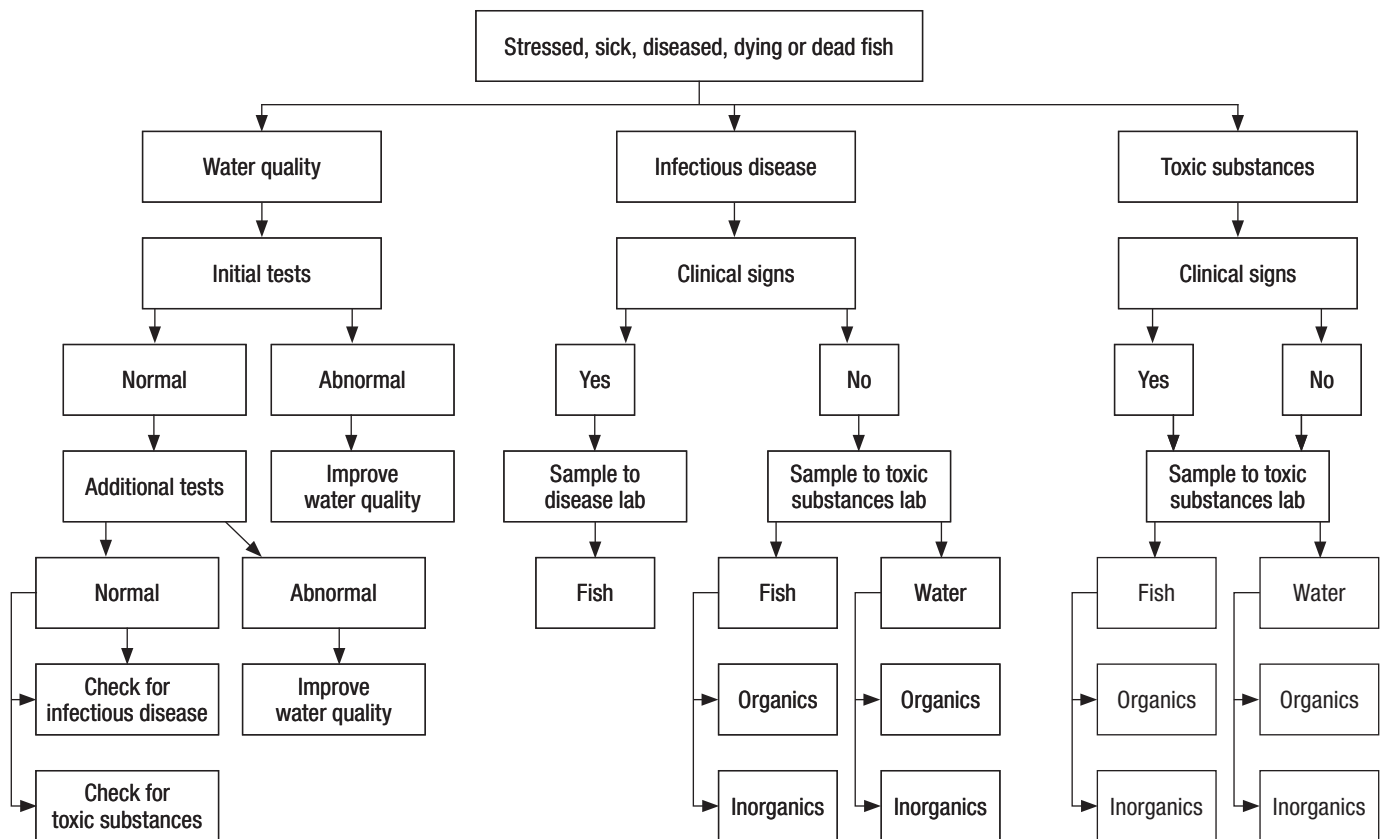 Stressed, sick, diseased, dying or dead fish
Water quality
Infectious disease
Toxic substances
Initial tests
Clinical signs
Clinical signs
Normal
Abnormal
Yes
No
Yes
No
Additional tests
Improve
water quality
Sample to
disease lab
Sample to toxic
substances lab
Sample to toxic
substances lab
Normal
Abnormal
Fish
Fish
Water
Fish
Water
Check for
infectious disease
Improve
water quality
Organics
Organics
Organics
Organics
Check for
toxic substances
Inorganics
Inorganics
Inorganics
Inorganics